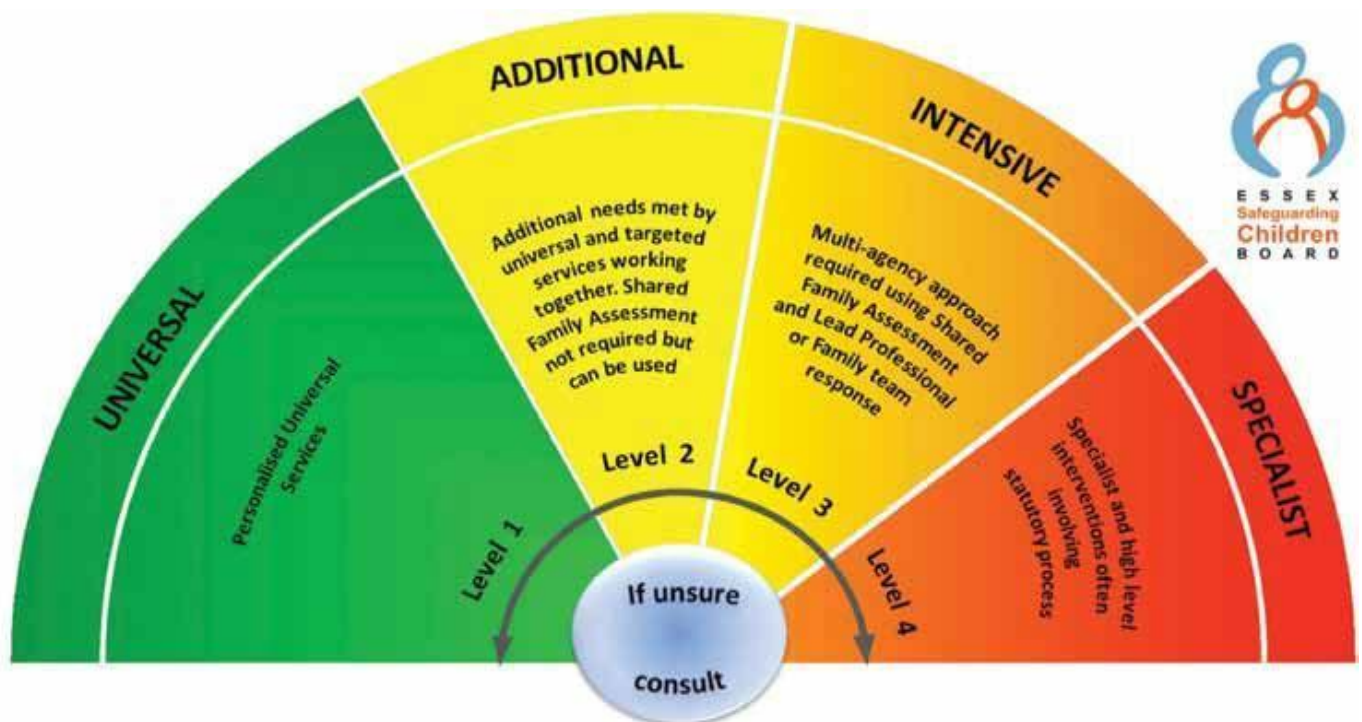 UNIVERSAL
Personalised Universal
Services
Level 1
ADDITIONAL
Additional needs met by
universal and targeted
services working
together. Shared
Family Assessment
not required but
can be used
Level 2
INTENSIVE
Multi-agency approach
required using Shared
Family Assessment
and Lead Professional
or Family team
response
Level 3
SPECIALIST
Specialist and high level
interventions often
involving
statutory process
Level 4
If unsure
consult
ESSEX
Safeguarding
Children
BOARD